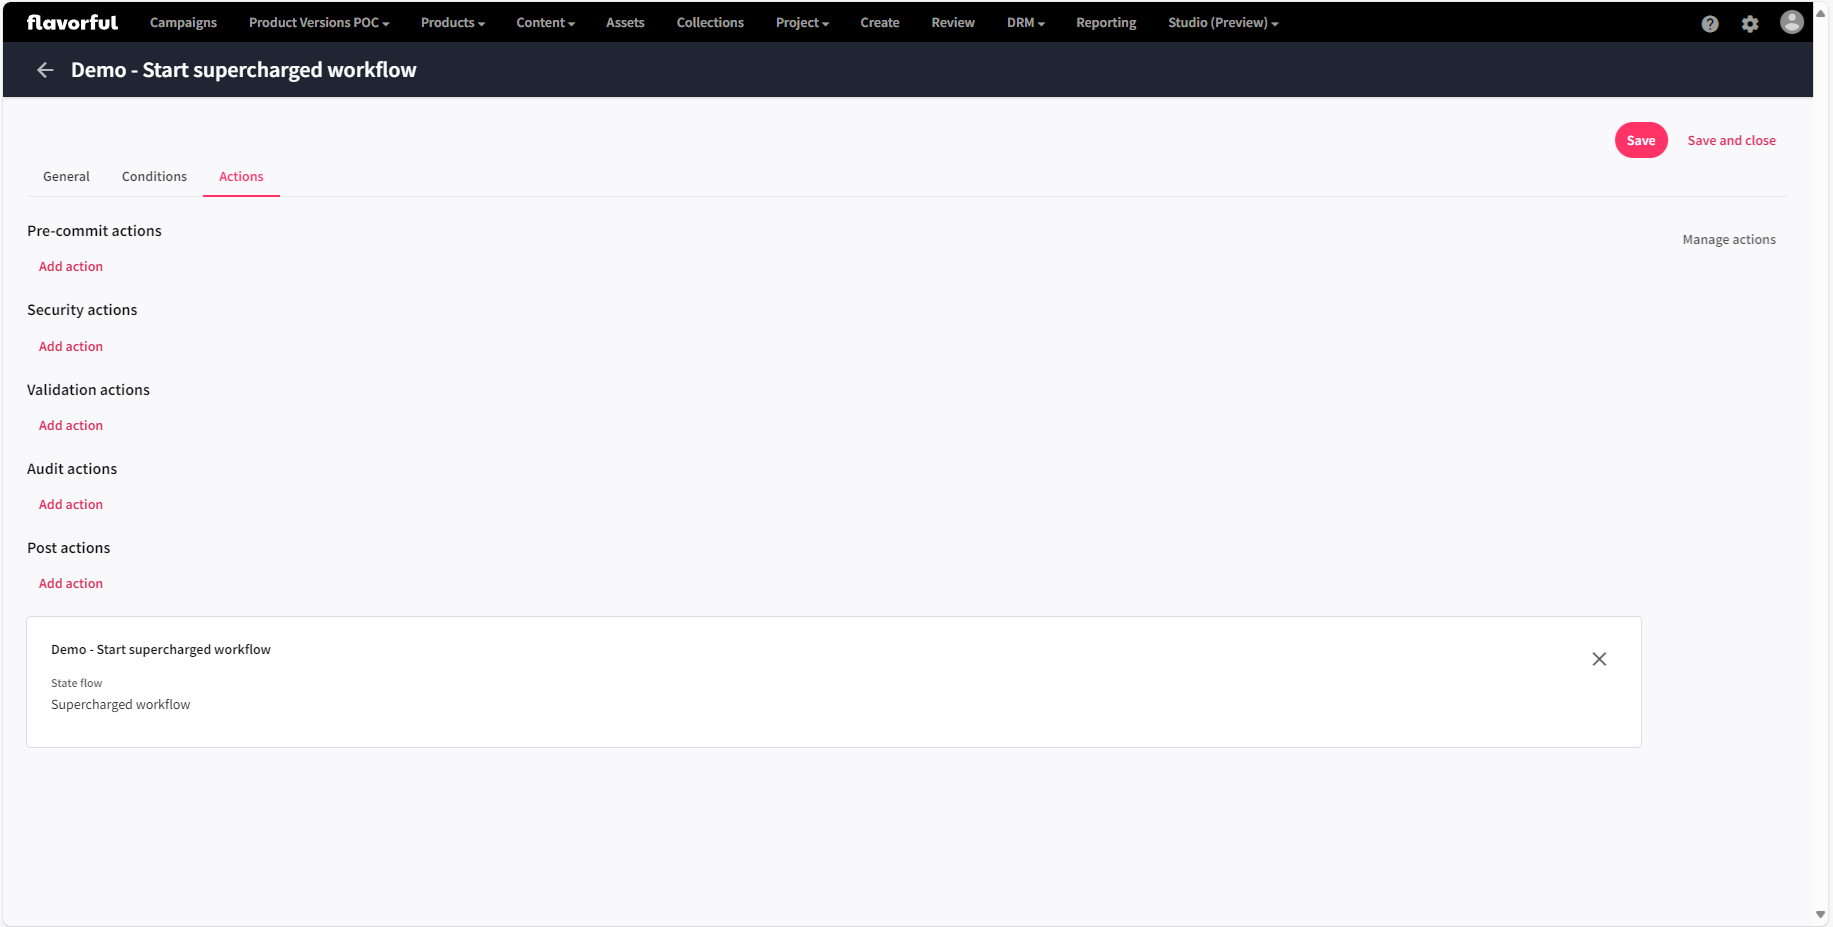 flavorful Campaigns Product Versions POC Products Content Assets Collections Project Create Review DRM Reporting Studio (Preview)
Demo - Start supercharged workflow
Save Save and close
General Conditions Actions
Pre-commit actions
Manage actions
Add action
Security actions
Add action
Validation actions
Add action
Audit actions
Add action
Post actions
Add action
Demo - Start supercharged workflow
State flow
Supercharged workflow